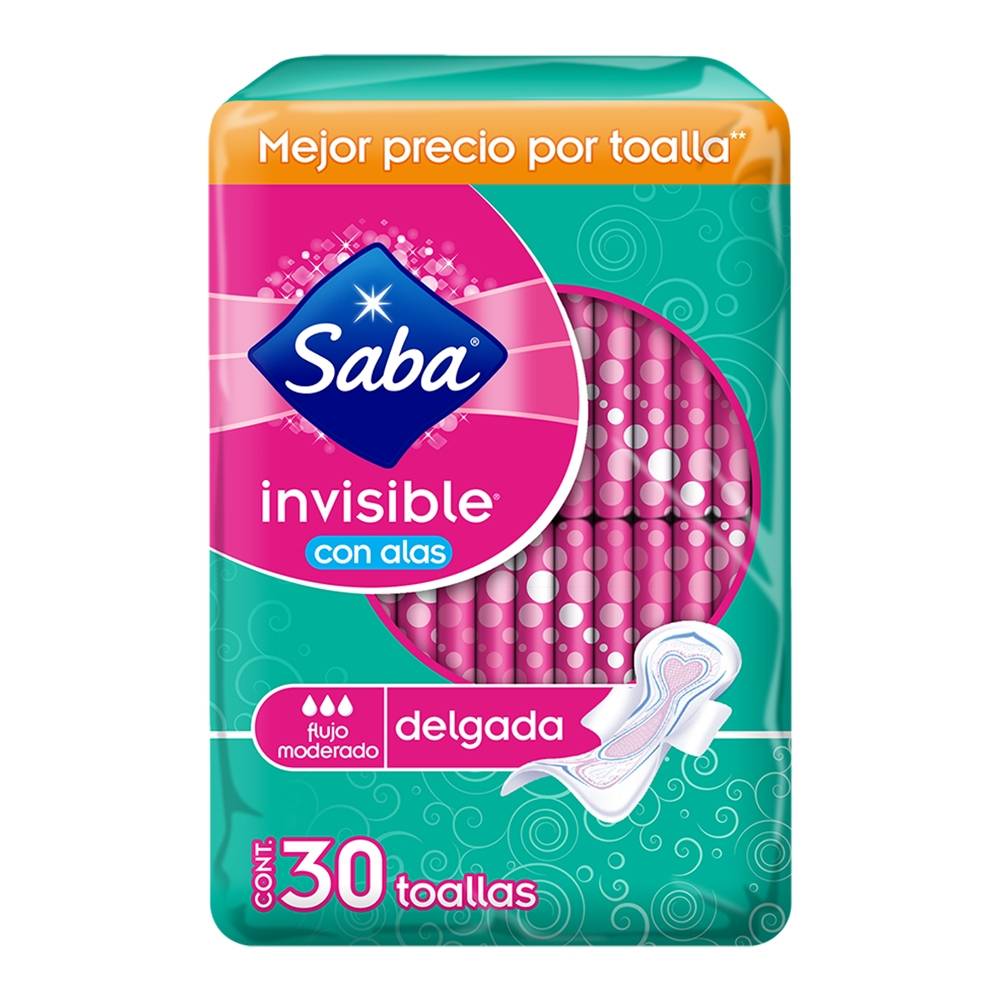 Mejor precio por toalla**
Saba®
invisible®
con alas
flujo
moderado
delgada
CONT. 30 toallas